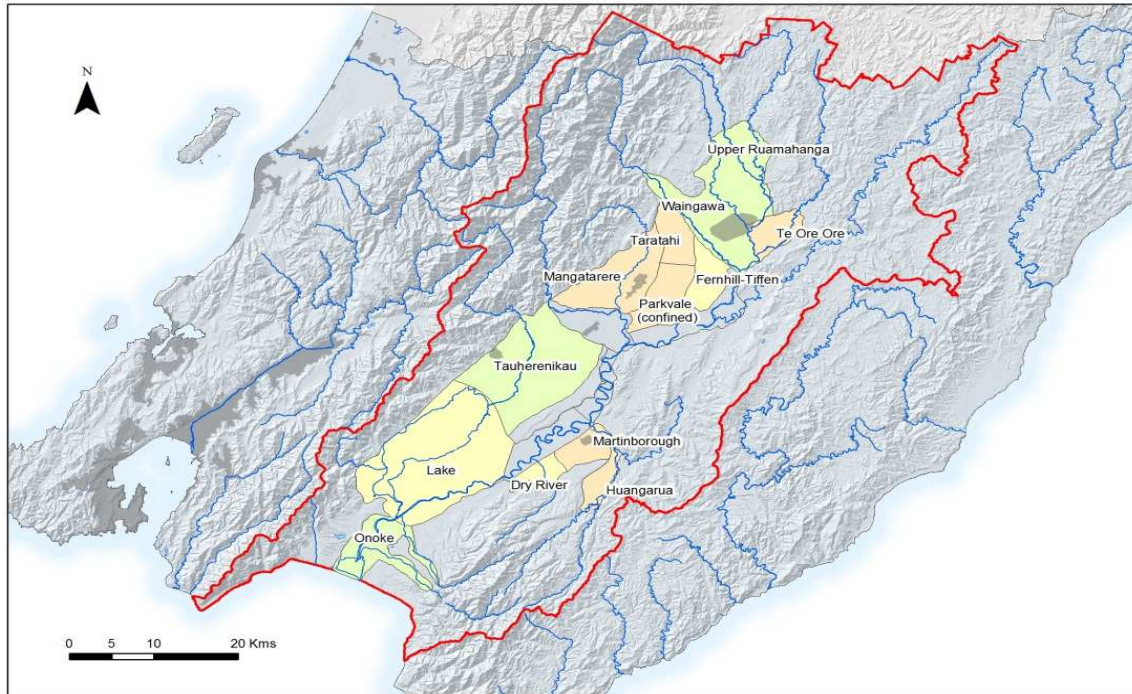 N
Upper Ruamahanga
Waingawa
Te Ore Ore
Taratahi
Mangatarere
Fernhill-Tiffen
Parkvale
(confined)
Tauherenikau
Martinborough
Lake
Dry River
Huangarua
Onoke
0 5 10 20 Kms